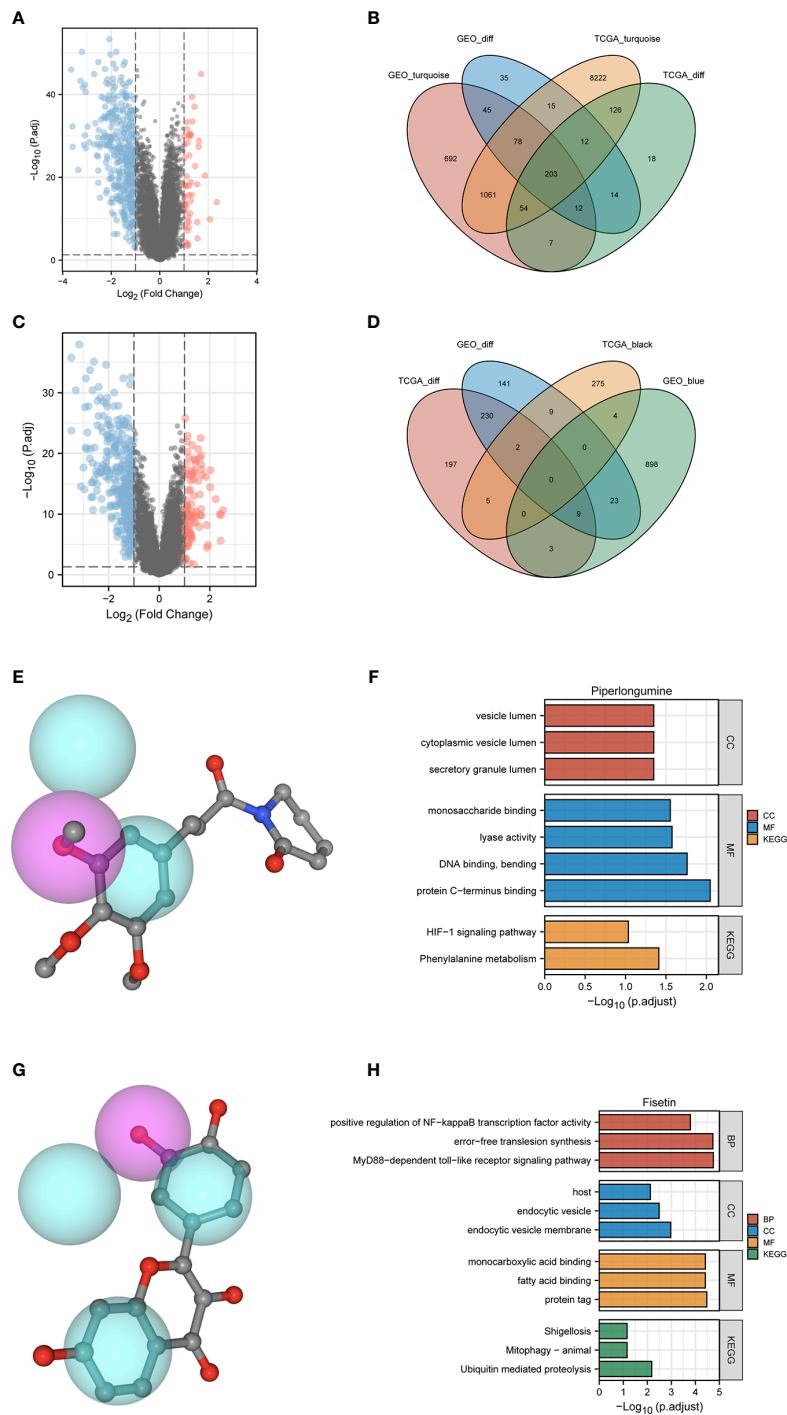 A
−Log10 (P.adj)
40
20
0
−4
−2
0
2
4
Log2 (Fold Change)
B
GEO_diff
TCGA_turquoise
GEO_turquoise
TCGA_diff
35
8222
45
15
126
692
78
12
18
203
1061
54
12
14
7
C
−Log10 (P.adj)
30
20
10
0
−2
0
2
Log2 (Fold Change)
D
GEO_diff
TCGA_black
TCGA_diff
GEO_blue
141
275
230
9
4
197
2
0
898
0
5
0
9
23
3
E
F
Piperlongumine
vesicle lumen
cytoplasmic vesicle lumen
secretory granule lumen
CC
monosaccharide binding
lyase activity
DNA binding, bending
protein C−terminus binding
MF
HIF−1 signaling pathway
Phenylalanine metabolism
KEGG
0.0
0.5
1.0
1.5
2.0
−Log10 (p.adjust)
CC
MF
KEGG
G
H
Fisetin
positive regulation of NF−kappaB transcription factor activity
error−free translesion synthesis
MyD88−dependent toll−like receptor signaling pathway
BP
host
endocytic vesicle
endocytic vesicle membrane
CC
monocarboxylic acid binding
fatty acid binding
protein tag
MF
Shigellosis
Mitophagy − animal
Ubiquitin mediated proteolysis
KEGG
0
1
2
3
4
5
−Log10 (p.adjust)
BP
CC
MF
KEGG